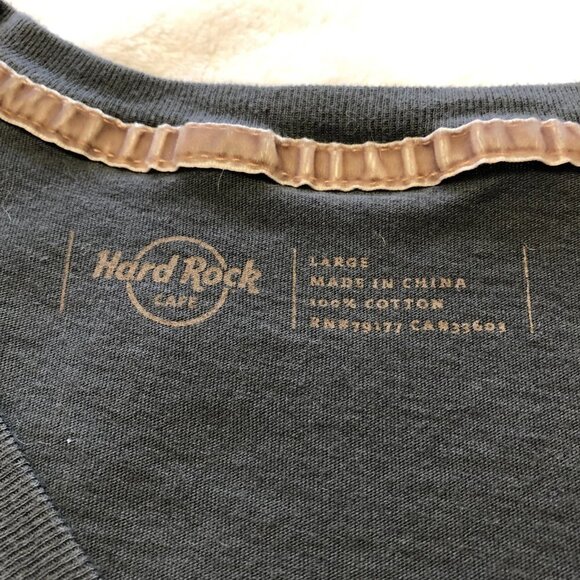 Hard Rock
CAFE
LARGE
MADE IN CHINA
100% COTTON
RN#79177 CA#33603